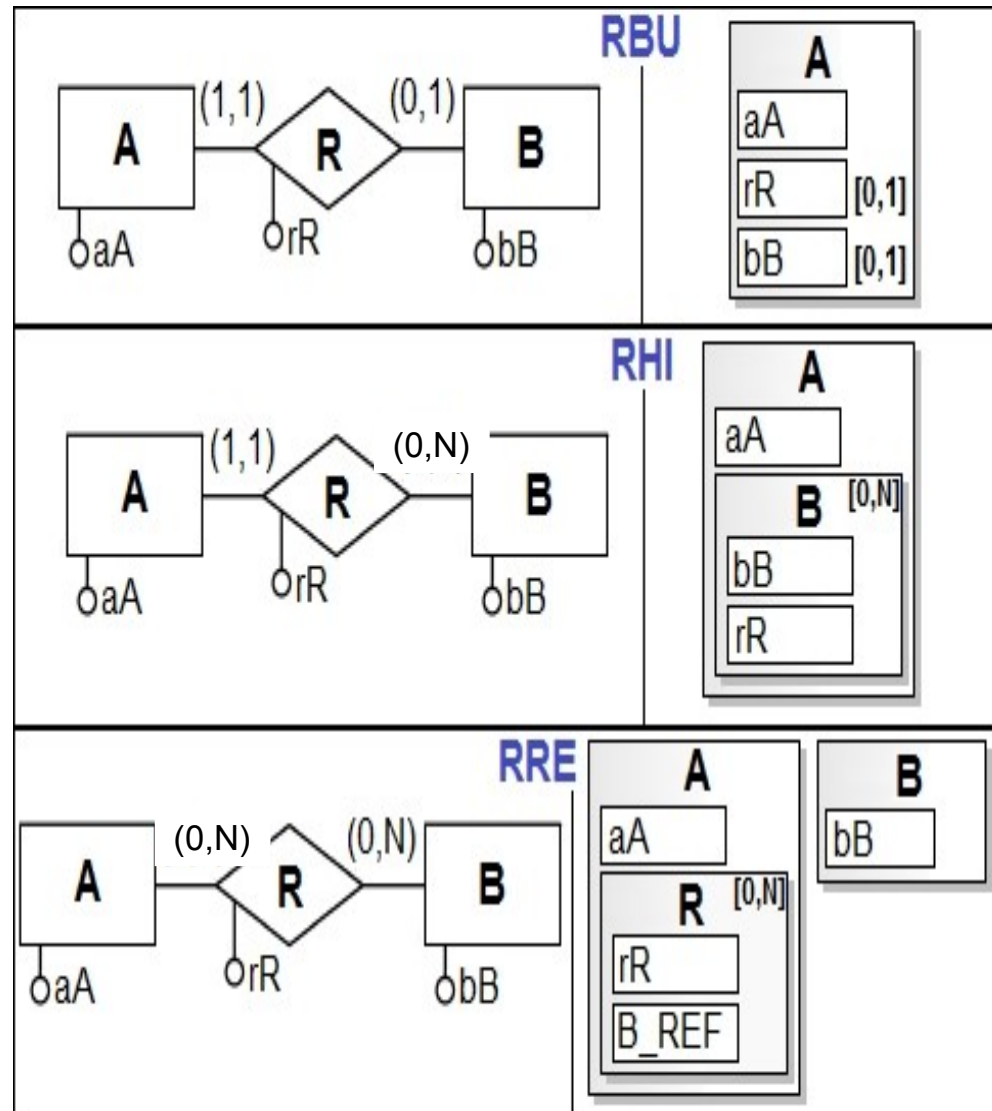 RBU
A
(1,1)
R
(0,1)
B
aA
rR
bB
A
aA
rR [0,1]
bB [0,1]
RHI
A
(1,1)
R
(0,N)
B
aA
rR
bB
A
aA
B [0,N]
bB
rR
RRE
A
(0,N)
R
(0,N)
B
aA
rR
bB
A
aA
R [0,N]
rR
B_REF
B
bB